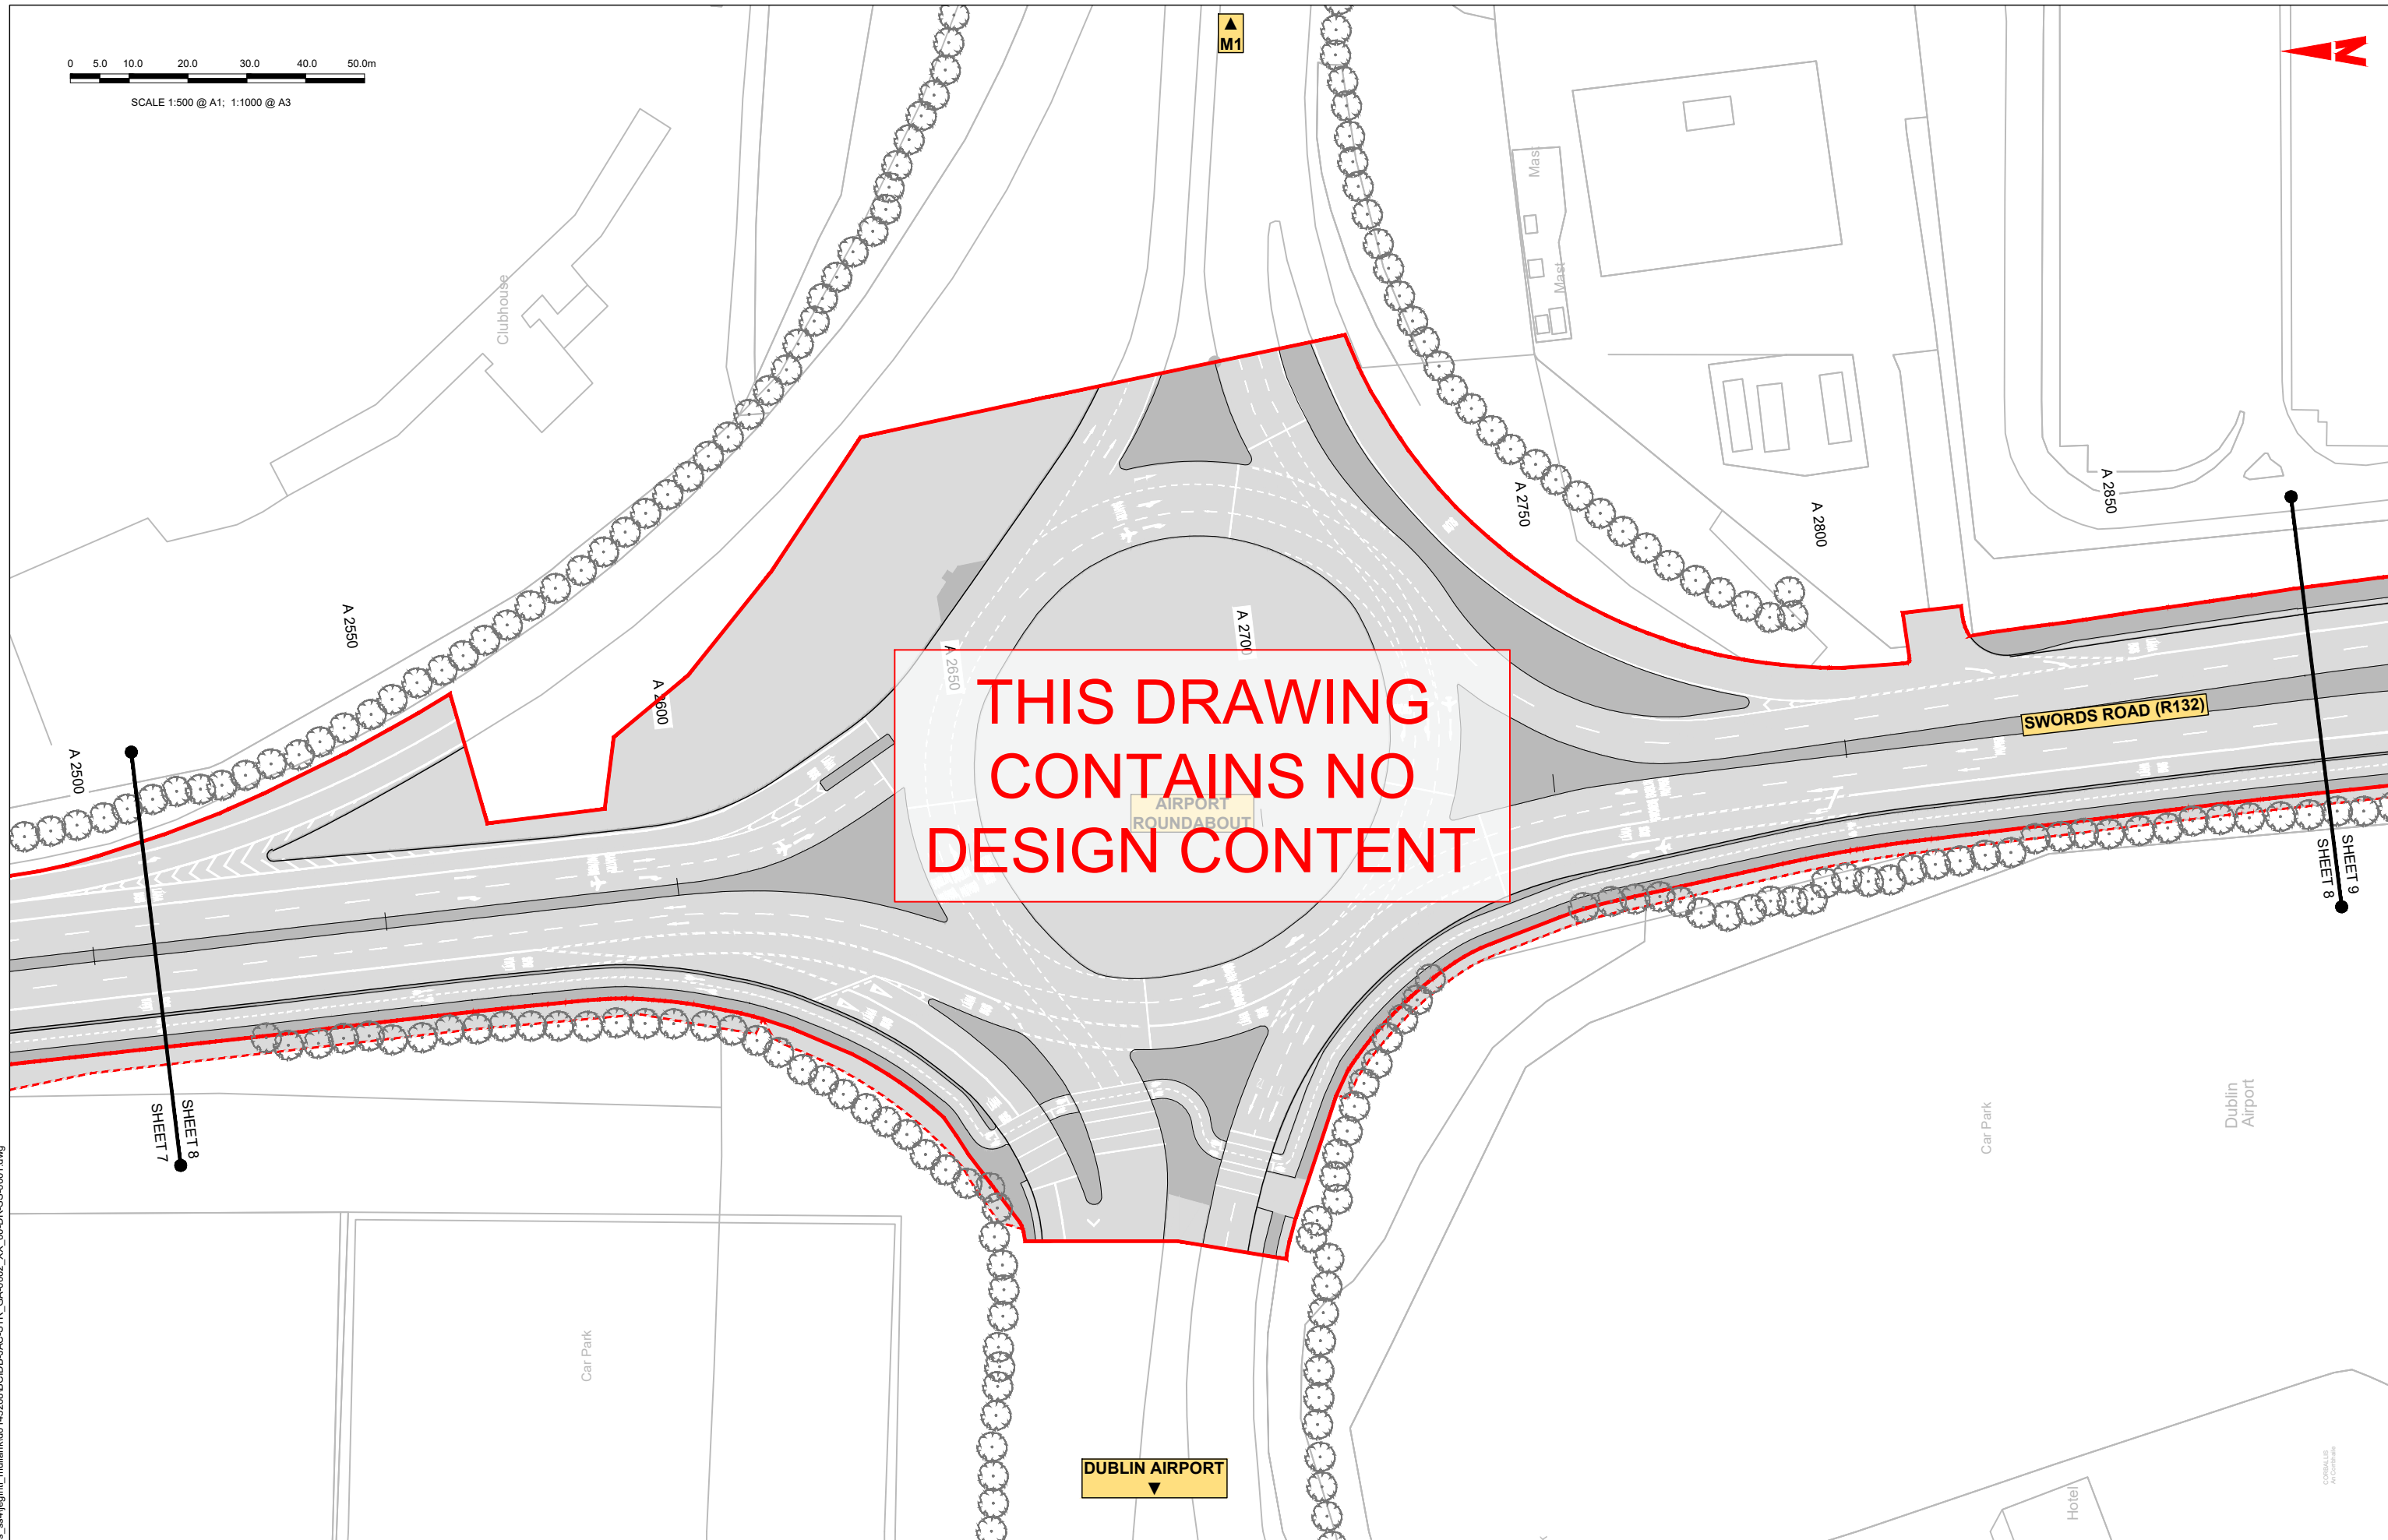 0 5.0 10.0 20.0 30.0 40.0 50.0m
SCALE 1:500 @ A1; 1:1000 @ A3
▲
M1
N
Mast
Mast
Clubhouse
A 2500
A 2550
A 2600
A 2650
A 2700
A 2750
A 2800
A 2850
SWORDS ROAD (R132)
THIS DRAWING
CONTAINS NO
DESIGN CONTENT
AIRPORT
ROUNDABOUT
SHEET 9
SHEET 8
SHEET 8
SHEET 7
Car Park
Dublin
Airport
Car Park
DUBLIN AIRPORT
▼
Hotel